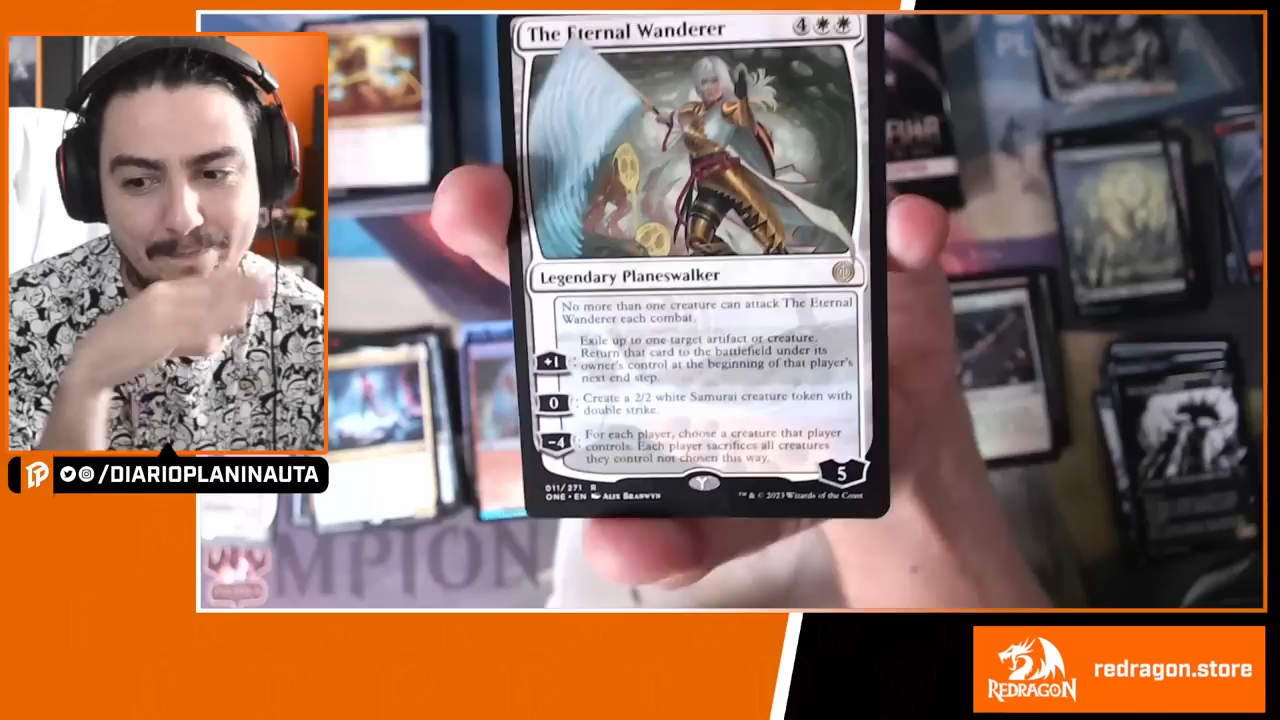 The Eternal Wanderer 4
Legendary Planeswalker
No more than one creature can attack The Eternal
Wanderer each combat.
+1: Exile up to one target artifact or creature.
Return that card to the battlefield under its
owner's control at the beginning of that player's
next end step.
0: Create a 2/2 white Samurai creature token with
double strike.
−4: For each player, choose a creature that player
controls. Each player sacrifices all creatures
they control not chosen this way.
5
011/271 R
ONE • EN ALIX BRANWYN
™ & © 2023 Wizards of the Coast
/DIARIOPLANINAUTA
MPION
REDRAGON
redragon.store